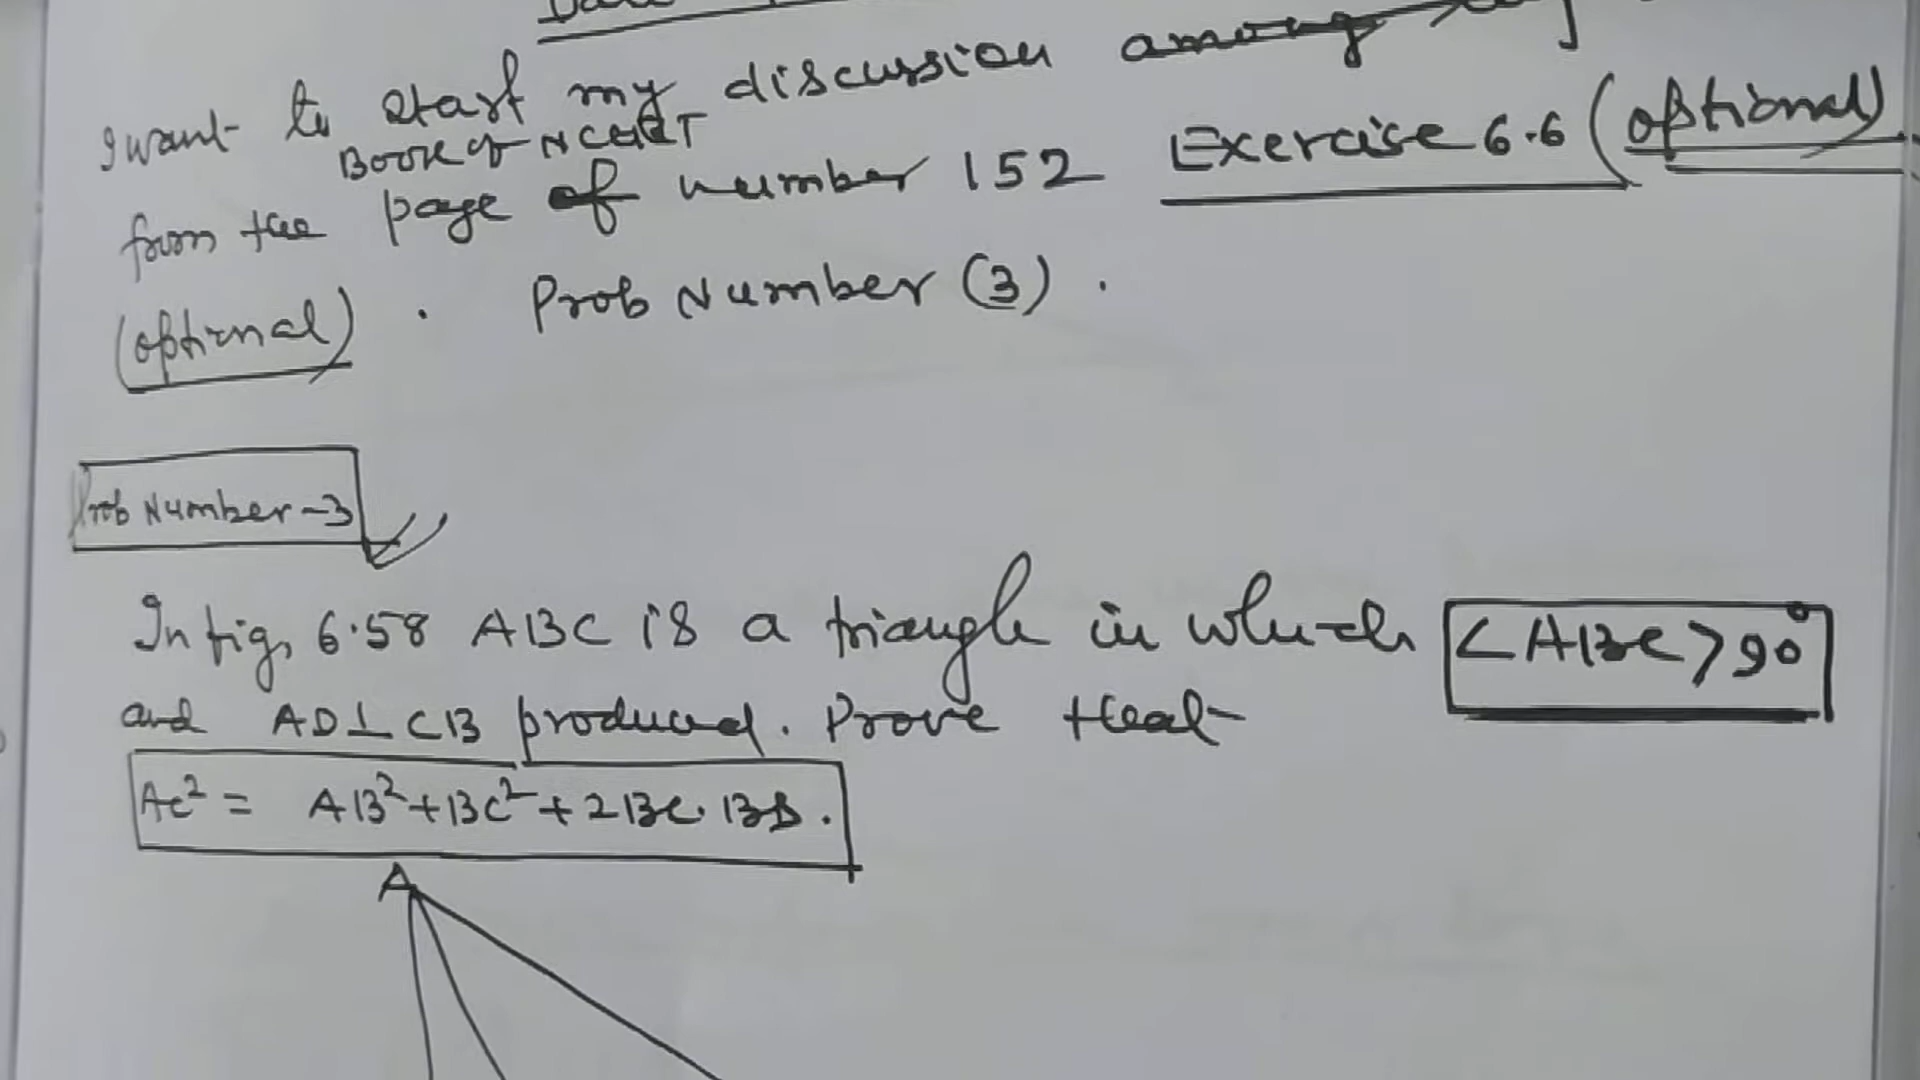 I want to start my discussion among
Book of NCERT
from the page of number 152 Exercise 6.6 (optional)
(optional) . Prob Number (3) .
Prob Number-3
In fig, 6.58 ABC is a triangle in which <ABC>90°
and AD⊥CB produced. Prove that
AC² = AB²+BC²+2BC.BD.
A